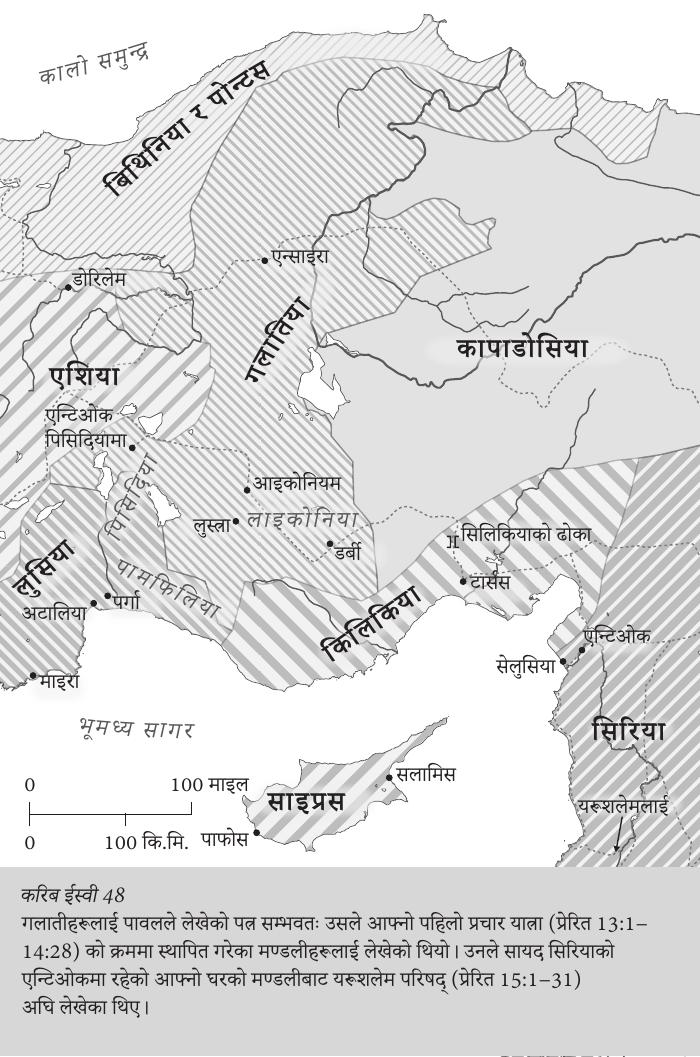 कालो समुन्द्र
बिथिनिया र पोन्टस
एन्साइरा
डोरिलेम
गलातिया
कापाडोसिया
एशिया
एन्टिओक
पिसिदियामा
पिसिदिया
आइकोनियम
लुस्त्रा
लाइकोनिया
सिलिकियाको ढोका
डर्बी
लुसिया
पामफिलिया
टार्सस
अटालिया
पर्गा
किलिकिया
एन्टिओक
सेलुसिया
माइरा
भूमध्य सागर
सिरिया
सलामिस
0 100 माइल
साइप्रस
यरूशलेमलाई
0 100 कि.मि.
पाफोस
करिब ईस्वी 48
गलातीहरूलाई पावलले लेखेको पत्र सम्भवतः उसले आफ्नो पहिलो प्रचार यात्रा (प्रेरित 13:1–
14:28) को क्रममा स्थापित गरेका मण्डलीहरूलाई लेखेको थियो। उनले सायद सिरियाको
एन्टिओकमा रहेको आफ्नो घरको मण्डलीबाट यरूशलेम परिषद् (प्रेरित 15:1–31)
अघि लेखेका थिए।